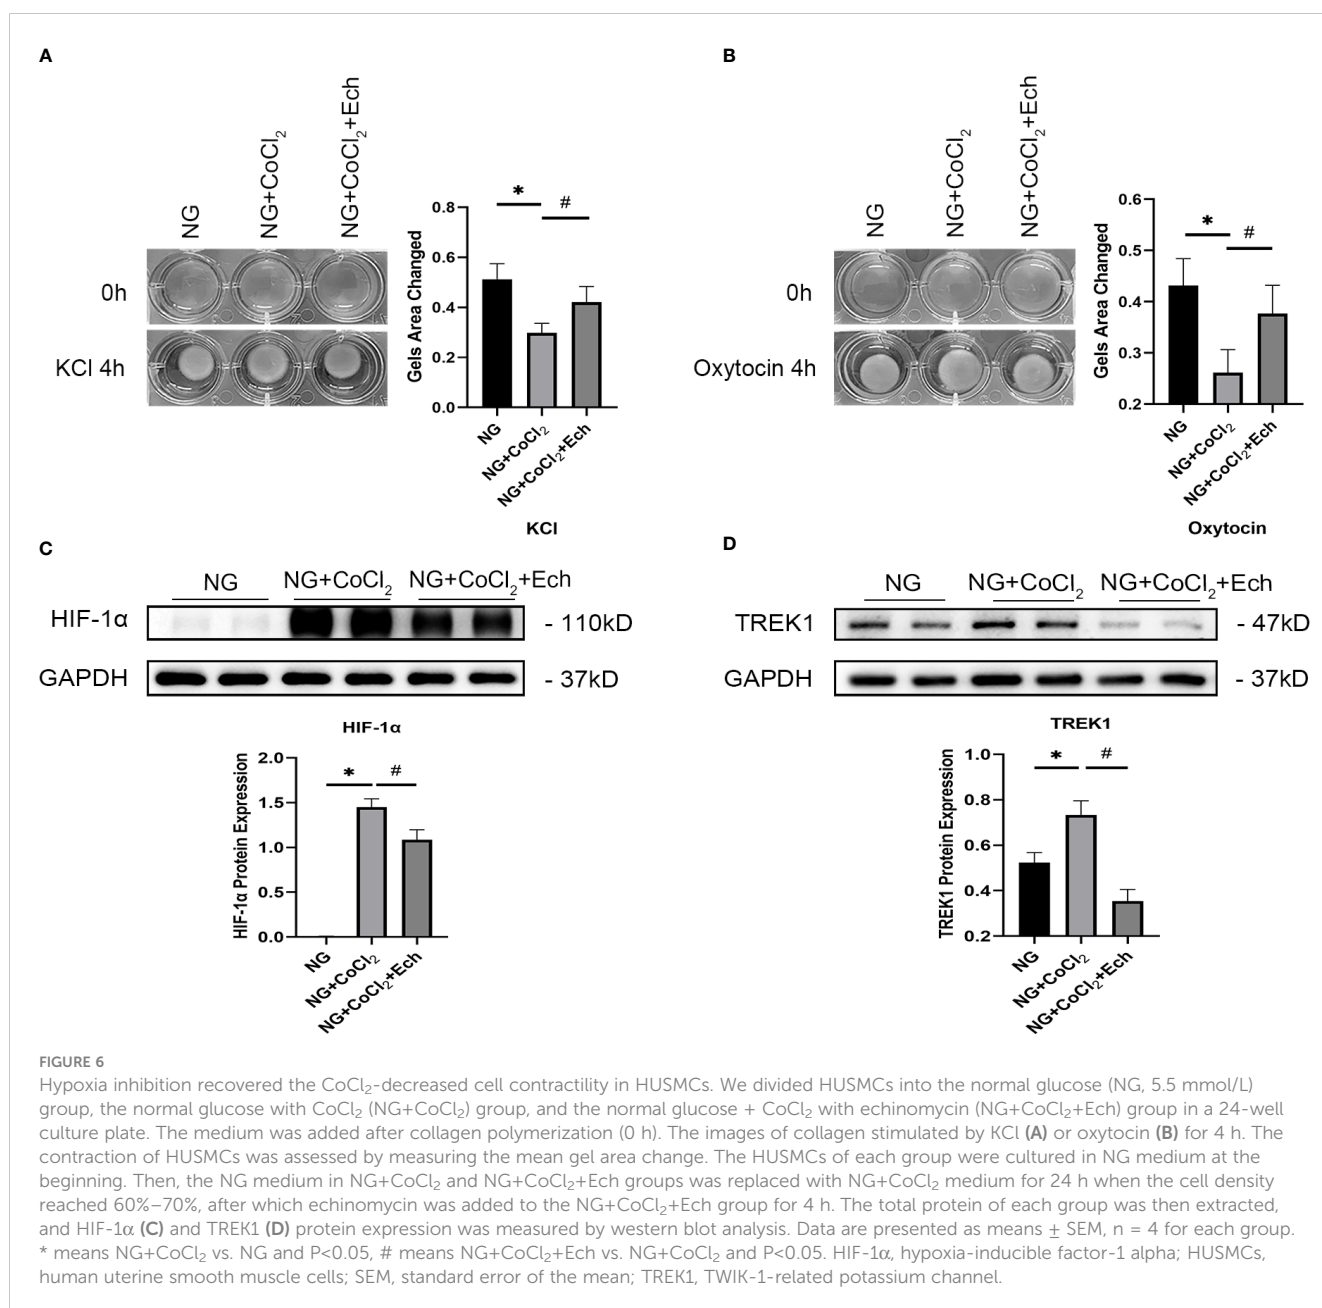 A
NG
NG+CoCl₂
NG+CoCl₂+Ech
0h
KCl 4h
*
#
Gels Area Changed
0.8
0.6
0.4
0.2
0.0
NG
NG+CoCl₂
NG+CoCl₂+Ech
KCl
B
NG
NG+CoCl₂
NG+CoCl₂+Ech
0h
Oxytocin 4h
*
#
Gels Area Changed
0.6
0.5
0.4
0.3
0.2
NG
NG+CoCl₂
NG+CoCl₂+Ech
Oxytocin
C
NG
NG+CoCl₂
NG+CoCl₂+Ech
HIF-1α
- 110kD
GAPDH
- 37kD
HIF-1α
*
#
HIF-1α Protein Expression
2.0
1.5
1.0
0.5
0.0
NG
NG+CoCl₂
NG+CoCl₂+Ech
D
NG
NG+CoCl₂
NG+CoCl₂+Ech
TREK1
- 47kD
GAPDH
- 37kD
TREK1
*
#
TREK1 Protein Expression
1.0
0.8
0.6
0.4
0.2
NG
NG+CoCl₂
NG+CoCl₂+Ech
FIGURE 6
Hypoxia inhibition recovered the CoCl₂-decreased cell contractility in HUSMCs. We divided HUSMCs into the normal glucose (NG, 5.5 mmol/L)
group, the normal glucose with CoCl₂ (NG+CoCl₂) group, and the normal glucose + CoCl₂ with echinomycin (NG+CoCl₂+Ech) group in a 24-well
culture plate. The medium was added after collagen polymerization (0 h). The images of collagen stimulated by KCl (A) or oxytocin (B) for 4 h. The
contraction of HUSMCs was assessed by measuring the mean gel area change. The HUSMCs of each group were cultured in NG medium at the
beginning. Then, the NG medium in NG+CoCl₂ and NG+CoCl₂+Ech groups was replaced with NG+CoCl₂ medium for 24 h when the cell density
reached 60%–70%, after which echinomycin was added to the NG+CoCl₂+Ech group for 4 h. The total protein of each group was then extracted,
and HIF-1α (C) and TREK1 (D) protein expression was measured by western blot analysis. Data are presented as means ± SEM, n = 4 for each group.
* means NG+CoCl₂ vs. NG and P<0.05, # means NG+CoCl₂+Ech vs. NG+CoCl₂ and P<0.05. HIF-1α, hypoxia-inducible factor-1 alpha; HUSMCs,
human uterine smooth muscle cells; SEM, standard error of the mean; TREK1, TWIK-1-related potassium channel.